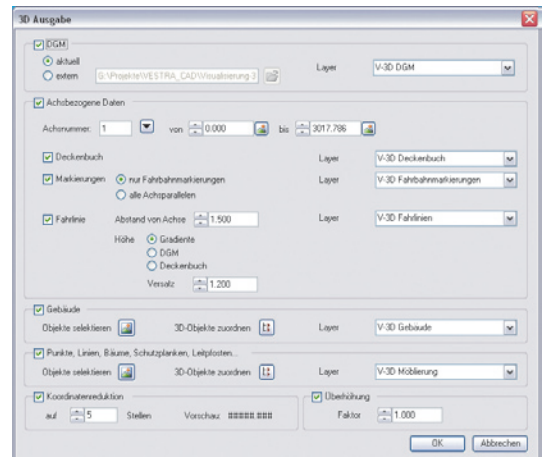 3D Ausgabe
DGM
aktuell
extern G:\Projekte\VESTRA_CAD\Visualisierung-3 Layer V-3D DGM
Achsbezogene Daten
Achsnummer: 1 von 0.000 bis 3017.786
Deckenbuch Layer V-3D Deckenbuch
Markierungen nur Fahrbahnmarkierungen Layer V-3D Fahrbahnmarkierungen
alle Achsparallelen
Fahrlinie Abstand von Achse 1.500 Layer V-3D Fahrlinien
Höhe Gradiente
DGM
Deckenbuch
Versatz 1.200
Gebäude
Objekte selektieren 3D-Objekte zuordnen Layer V-3D Gebäude
Punkte, Linien, Bäume, Schutzplanken, Leitpfosten...
Objekte selektieren 3D-Objekte zuordnen Layer V-3D Möblierung
Koordinatenreduktion Überhöhung
auf 5 Stellen Vorschau: #####.### Faktor 1.000
OK Abbrechen